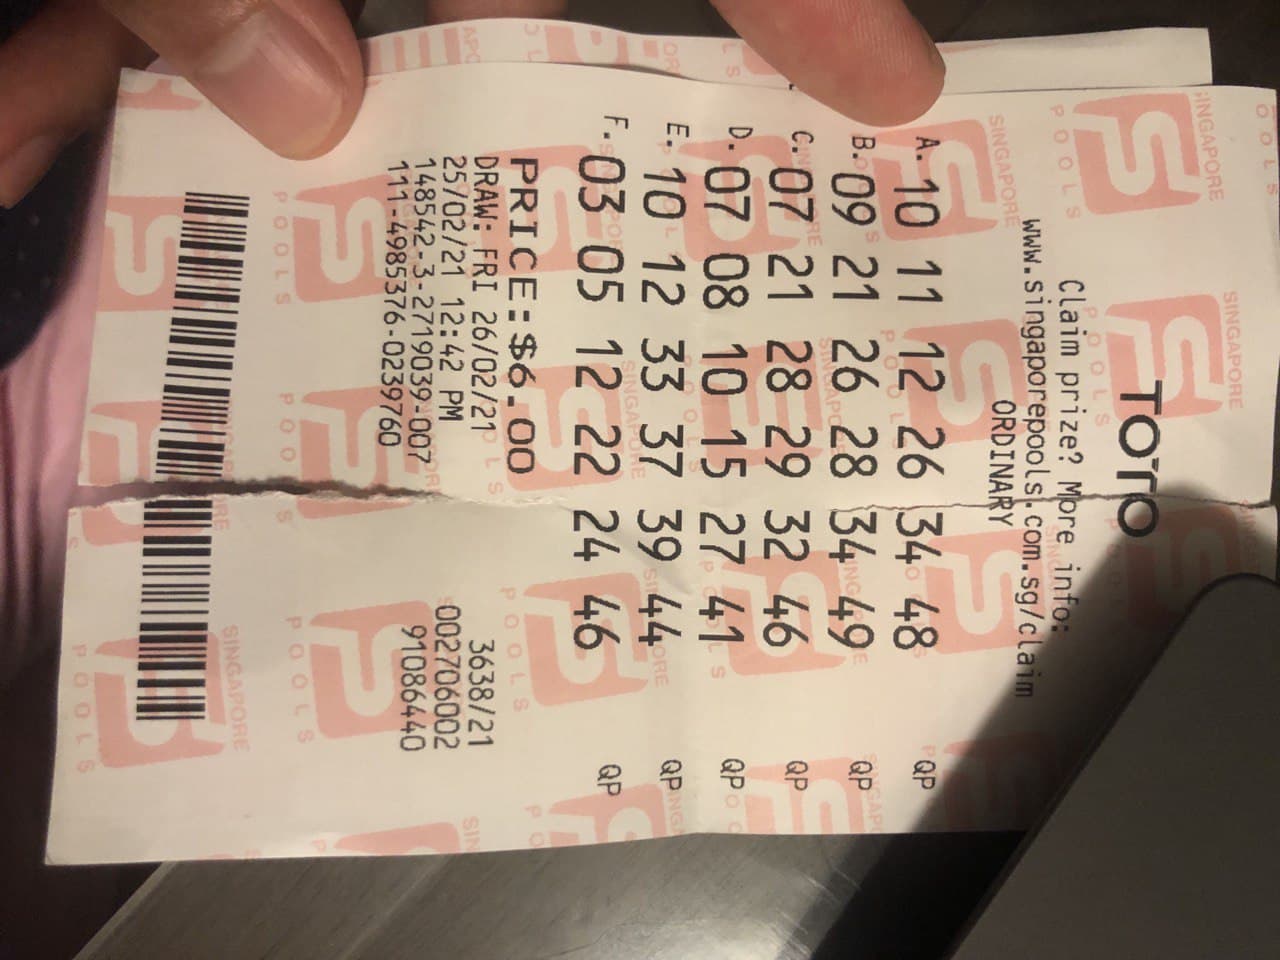 TOTO
Claim prize? More info:
www.singaporepools.com.sg/claim
ORDINARY
A. 10 11 12 26 34 48 QP
B. 09 21 26 28 34 49 QP
C. 07 21 28 29 32 46 QP
D. 07 08 10 15 27 41 QP
E. 10 12 33 37 39 44 QP
F. 03 05 12 22 24 46 QP
PRICE:$6.00
DRAW: FRI 26/02/21 3638/21
25/02/21 12:42 PM 002706002
148542-3-2719039-007 91086440
111-4985376-0239760
SINGAPORE
POOLS